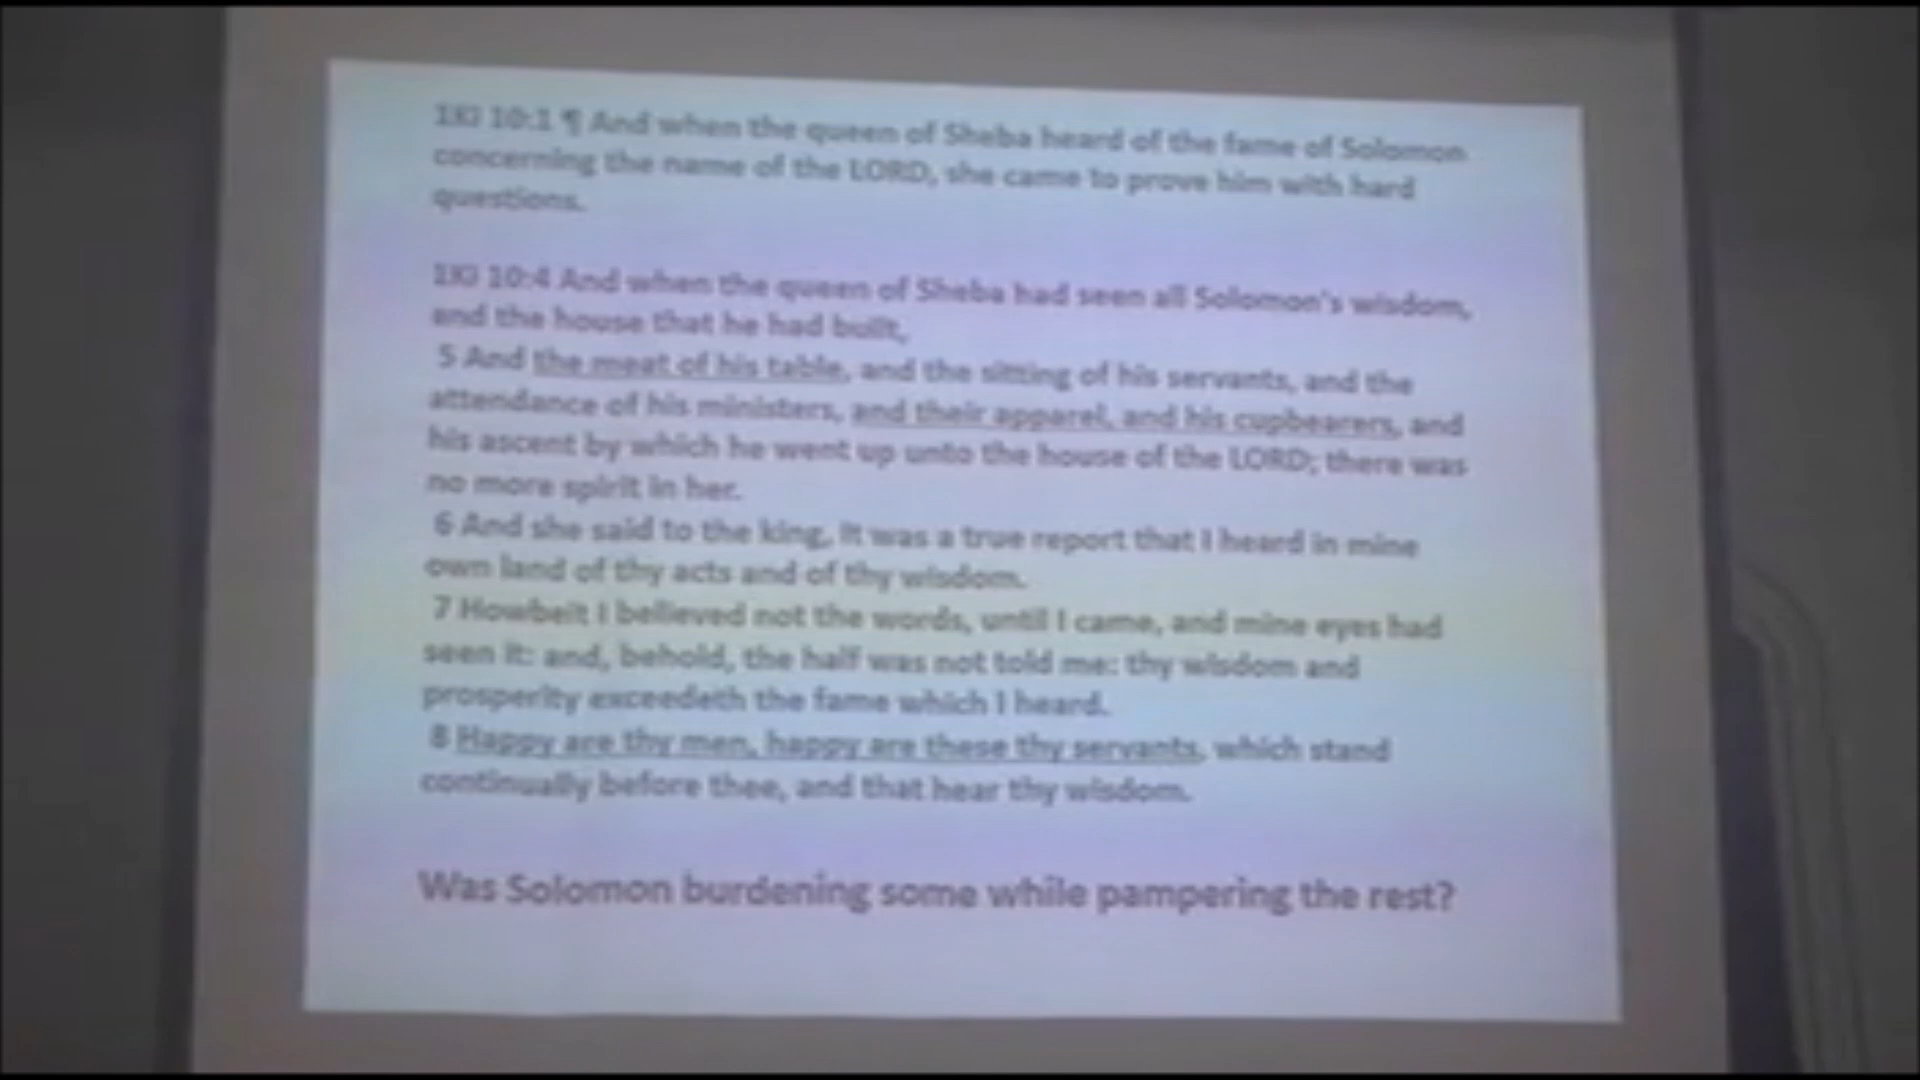 1KI 10:1 ¶ And when the queen of Sheba heard of the fame of Solomon
concerning the name of the LORD, she came to prove him with hard
questions.
1KI 10:4 And when the queen of Sheba had seen all Solomon's wisdom,
and the house that he had built,
5 And the meat of his table, and the sitting of his servants, and the
attendance of his ministers, and their apparel, and his cupbearers, and
his ascent by which he went up unto the house of the LORD; there was
no more spirit in her.
6 And she said to the king, It was a true report that I heard in mine
own land of thy acts and of thy wisdom.
7 Howbeit I believed not the words, until I came, and mine eyes had
seen it: and, behold, the half was not told me: thy wisdom and
prosperity exceedeth the fame which I heard.
8 Happy are thy men, happy are these thy servants, which stand
continually before thee, and that hear thy wisdom.
Was Solomon burdening some while pampering the rest?